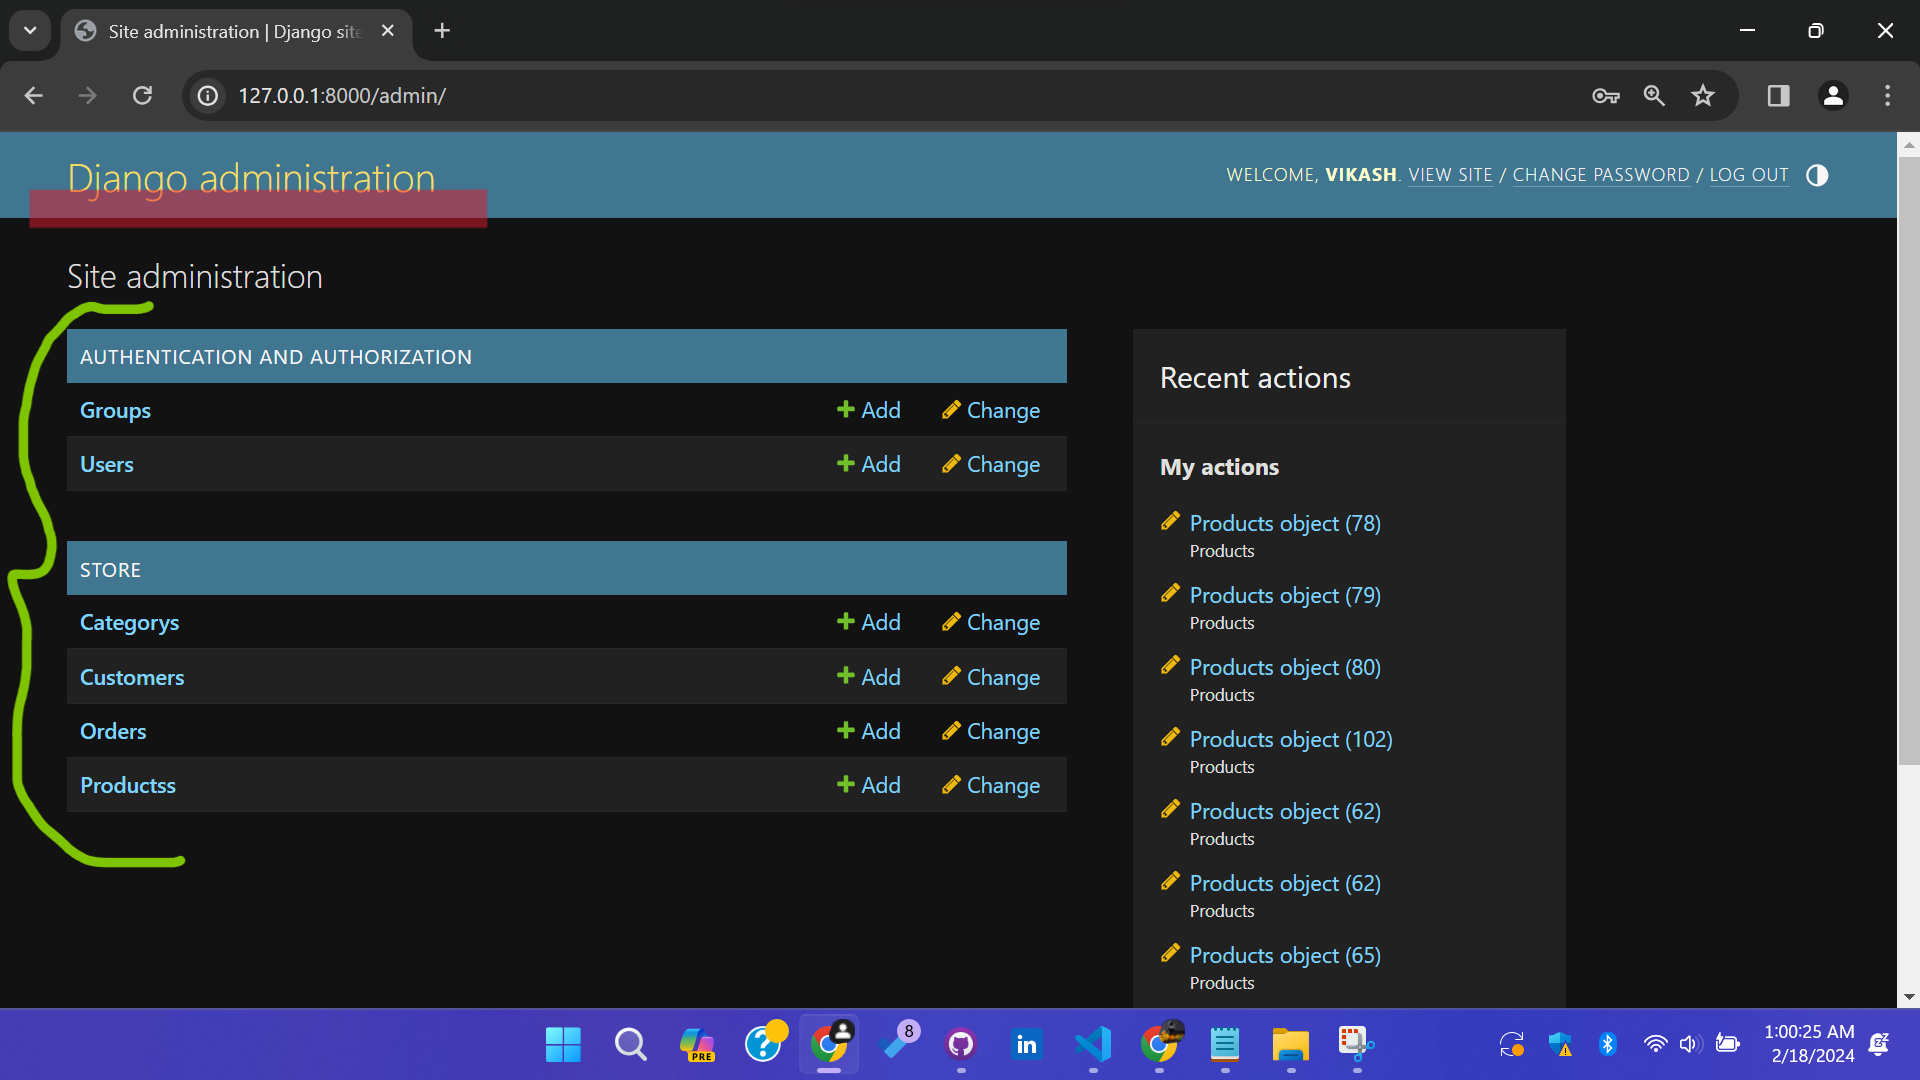 Site administration | Django site
127.0.0.1:8000/admin/
Django administration
WELCOME, VIKASH. VIEW SITE / CHANGE PASSWORD / LOG OUT
Site administration
AUTHENTICATION AND AUTHORIZATION
Groups Add Change
Users Add Change
STORE
Categorys Add Change
Customers Add Change
Orders Add Change
Productss Add Change
Recent actions
My actions
Products object (78)
Products
Products object (79)
Products
Products object (80)
Products
Products object (102)
Products
Products object (62)
Products
Products object (62)
Products
Products object (65)
Products
PRE
8
in
1:00:25 AM
2/18/2024